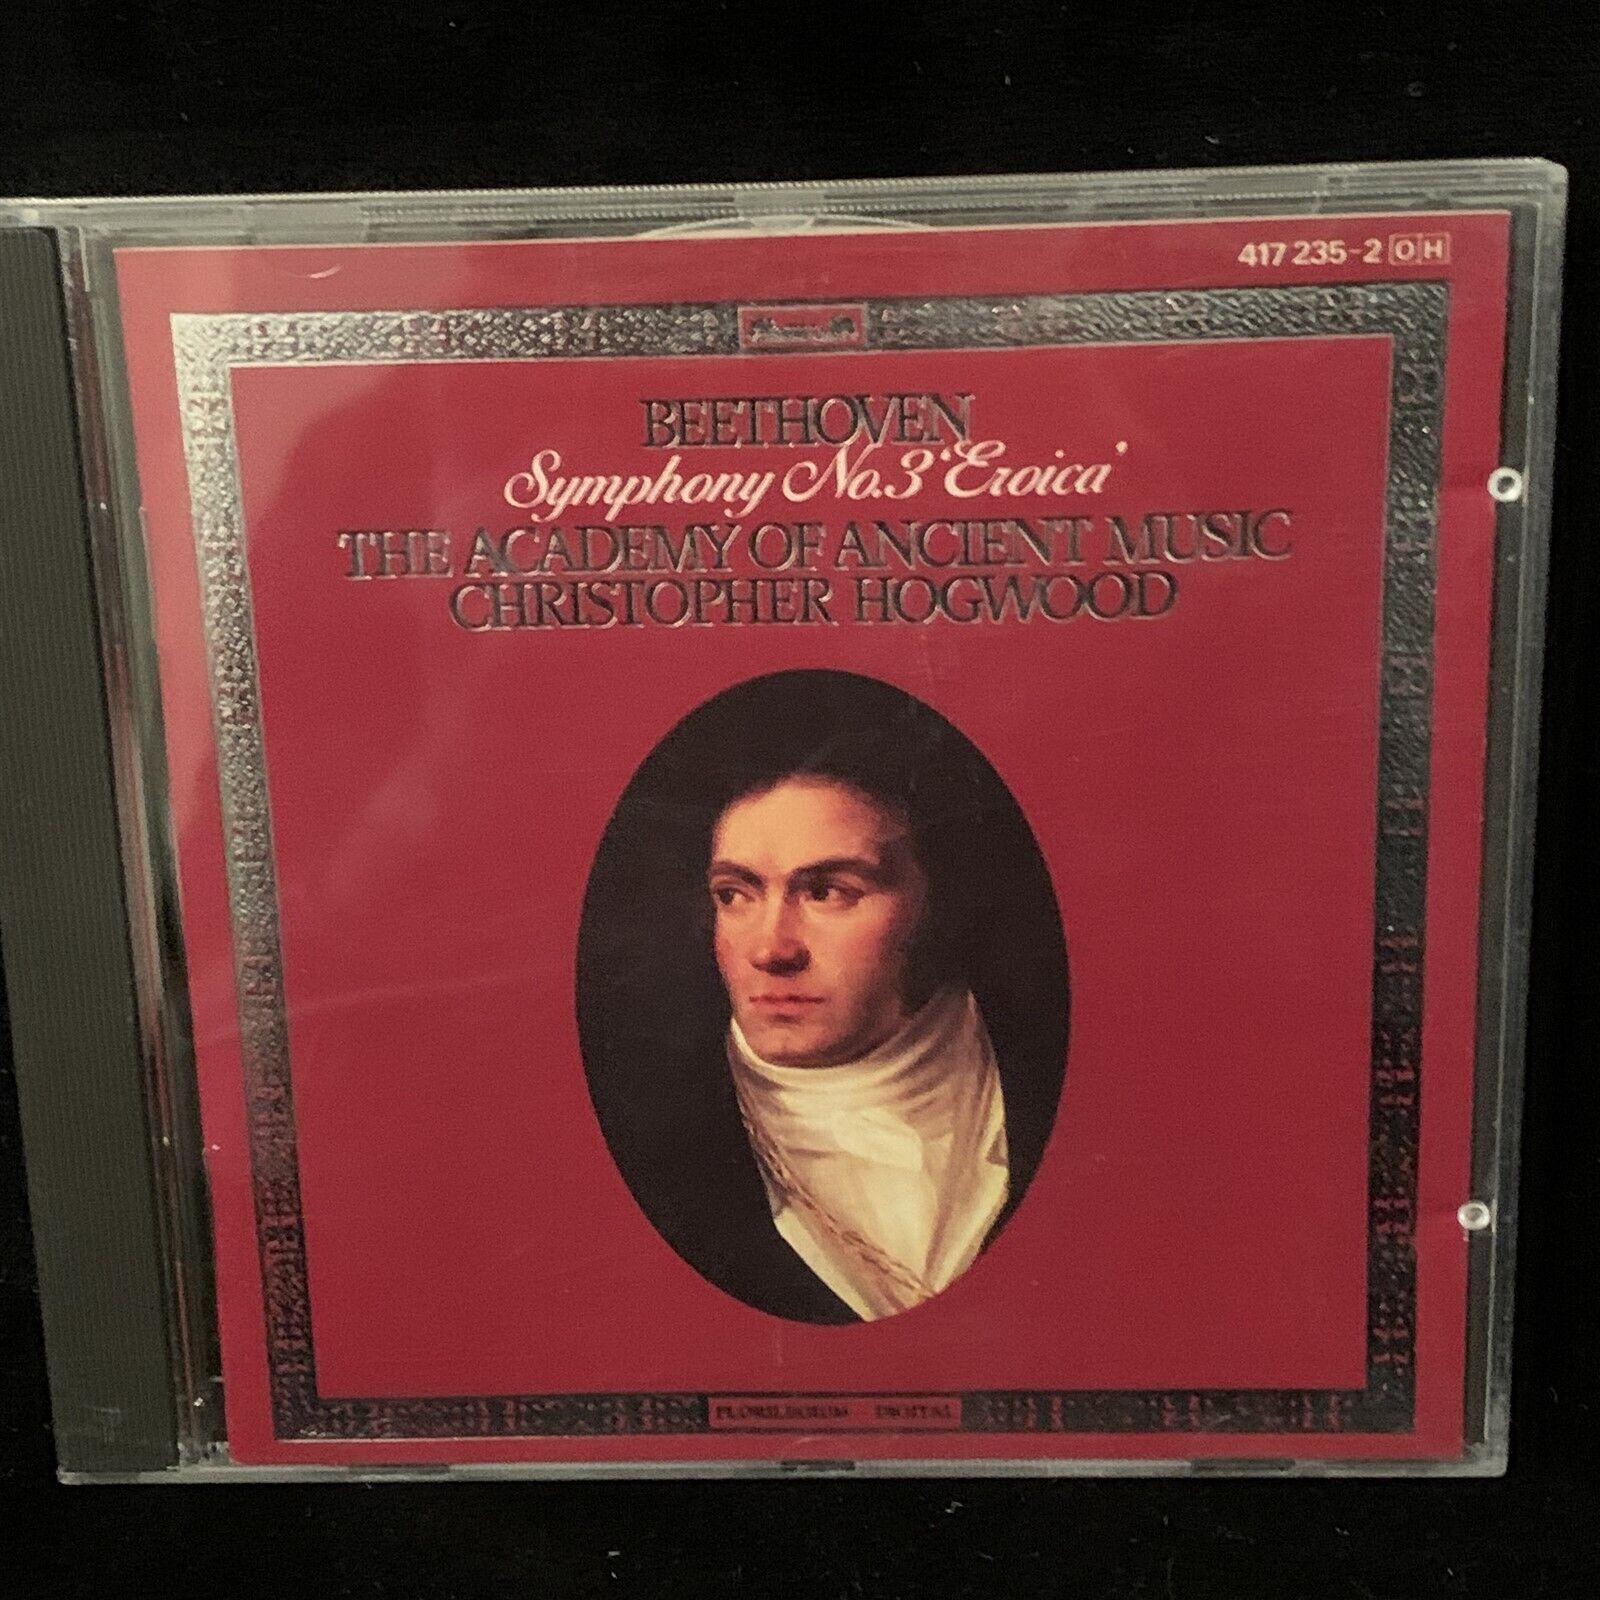 417 235-2 OH
BEETHOVEN
Symphony No.3 ‘Eroica’
THE ACADEMY OF ANCIENT MUSIC
CHRISTOPHER HOGWOOD
FLORILEGIUM DIGITAL